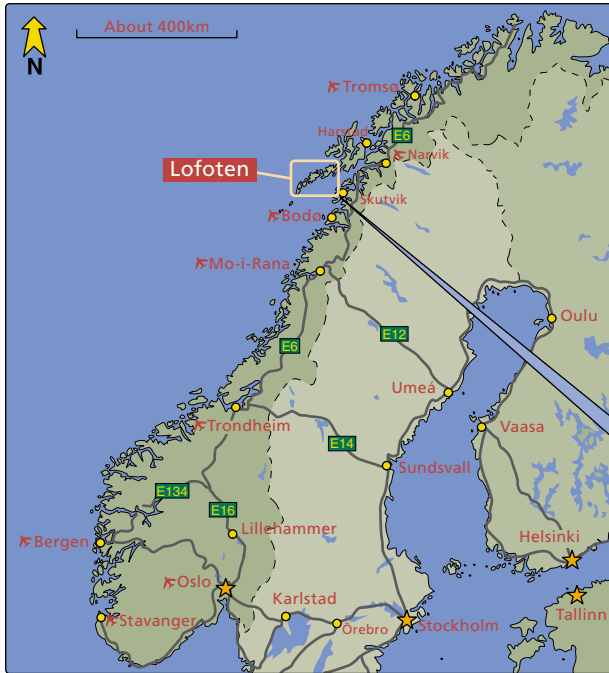 About 400km
N
Tromsø
Harstad
E6
Narvik
Lofoten
Skutvik
Bodø
Mo-i-Rana
Oulu
E6
E12
Umeá
Trondheim
Vaasa
E14
Sundsvall
E134
E16
Lillehammer
Bergen
Helsinki
Oslo
Karlstad
Tallinn
Stavanger
Örebro
Stockholm